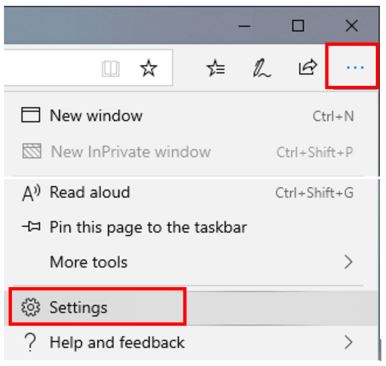 New window Ctrl+N
New InPrivate window Ctrl+Shift+P
Read aloud Ctrl+Shift+G
Pin this page to the taskbar
More tools
Settings
Help and feedback